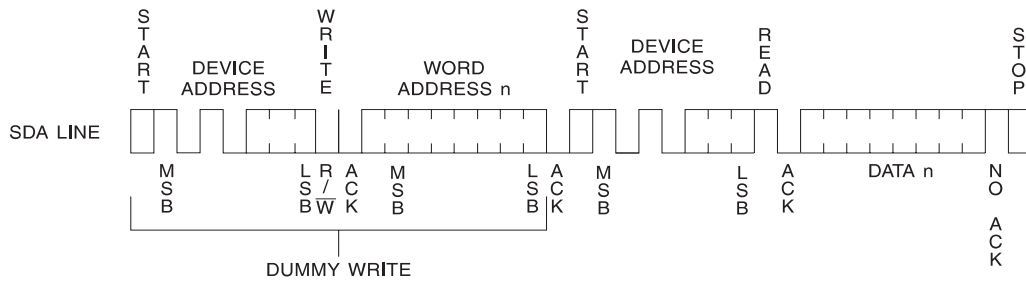 START
WRITE
START
READ
STOP
DEVICE
ADDRESS
WORD
ADDRESS n
DEVICE
ADDRESS
SDA LINE
MSB
LSB
R/W
ACK
MSB
LSB
ACK
MSB
LSB
ACK
DATA n
NO ACK
DUMMY WRITE